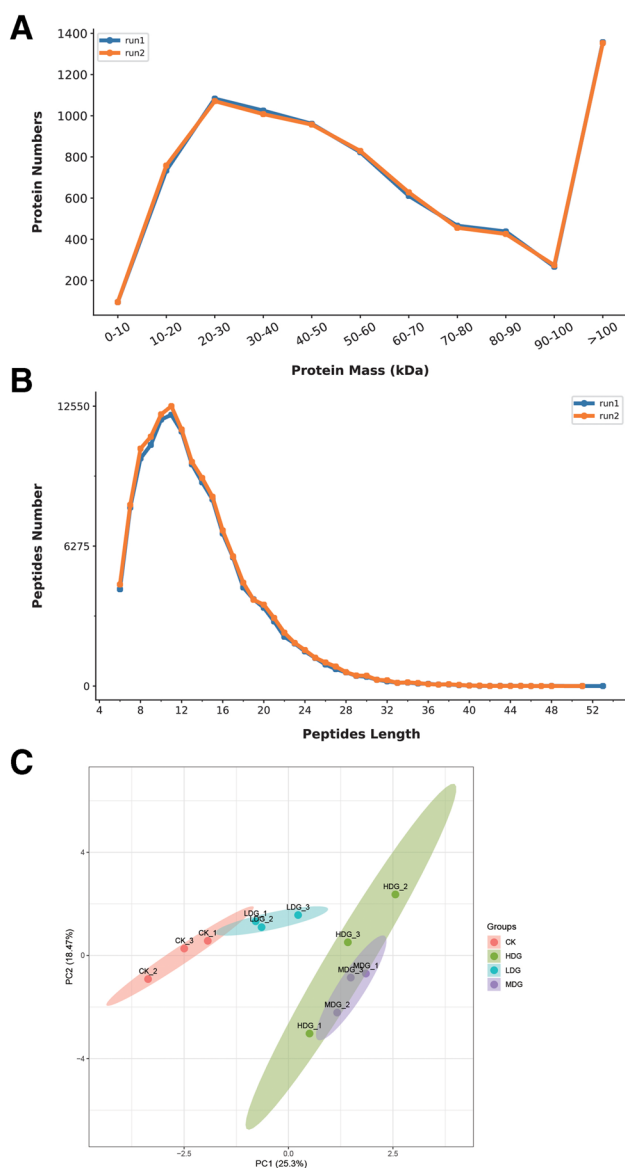 A
run1
run2
1400
1200
1000
800
600
400
200
Protein Numbers
0-10 10-20 20-30 30-40 40-50 50-60 60-70 70-80 80-90 90-100 >100
Protein Mass (kDa)
B
run1
run2
12550
6275
0
Peptides Number
4 8 12 16 20 24 28 32 36 40 44 48 52
Peptides Length
C
4
0
-4
PC2 (18.47%)
HDG_2
LDG_1 LDG_3
LDG_2
CK_1
CK_3
HDG_3
CK_2
MDG_1
MDG_3
MDG_2
HDG_1
-2.5 0.0 2.5
PC1 (25.3%)
Groups
CK
HDG
LDG
MDG